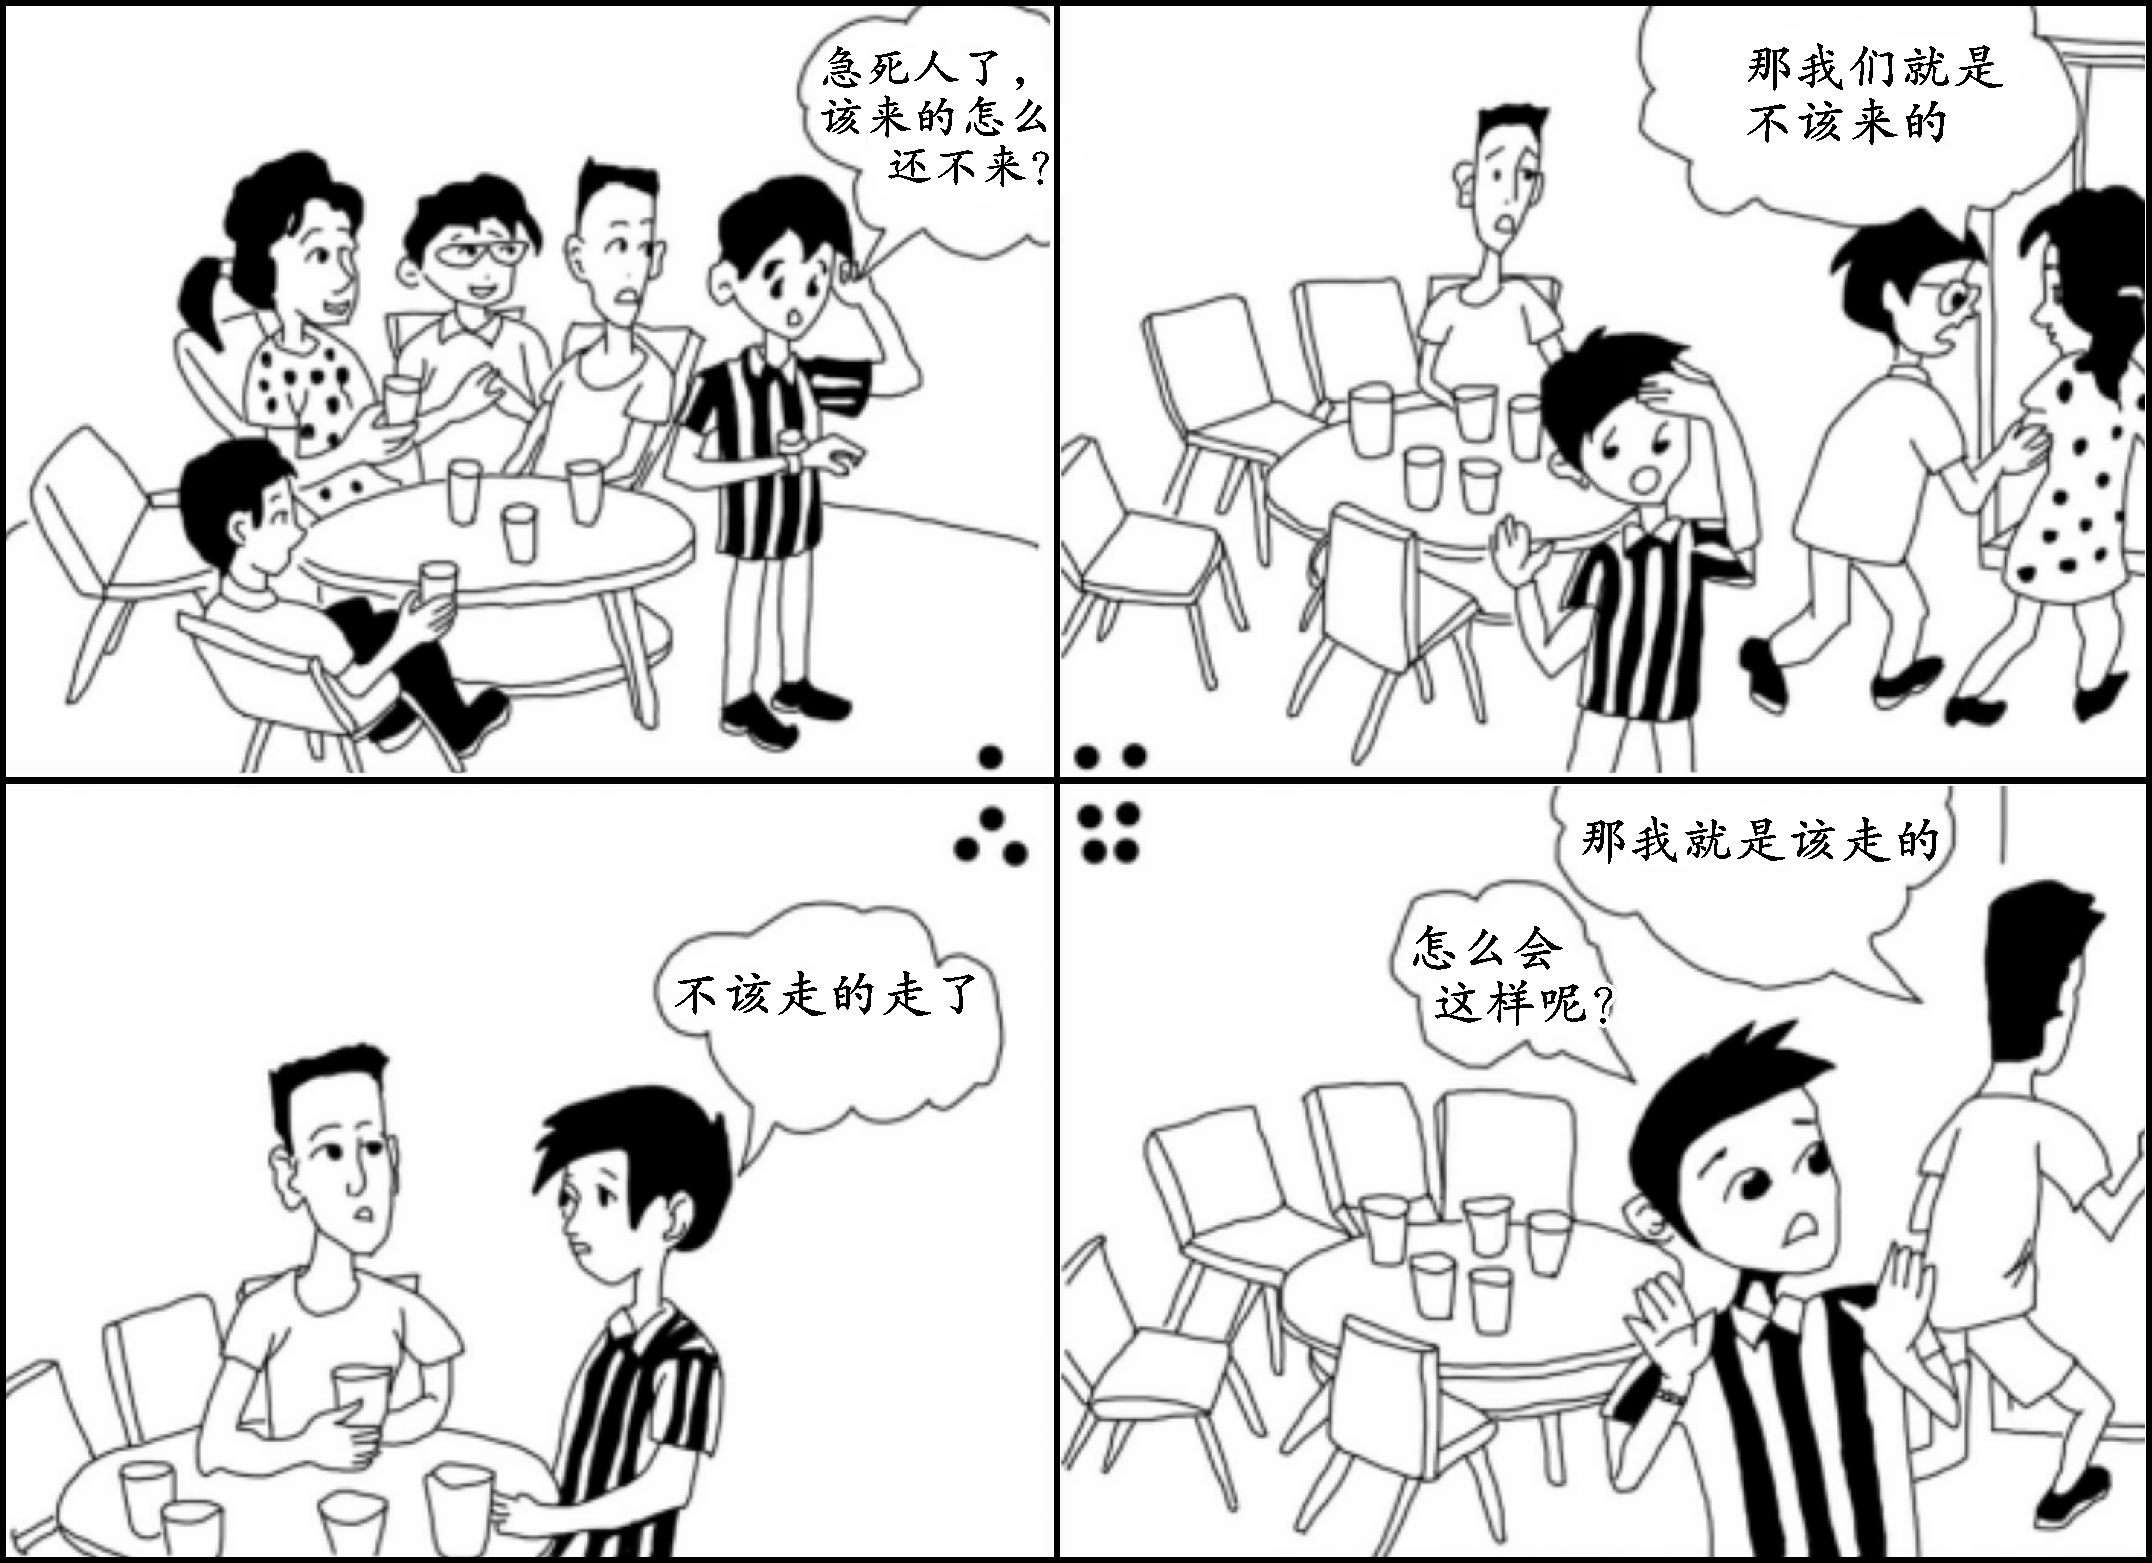 急死人了，
该来的怎么
还不来？
那我们就是
不该来的
不该走的走了
那我就是该走的
怎么会
这样呢？